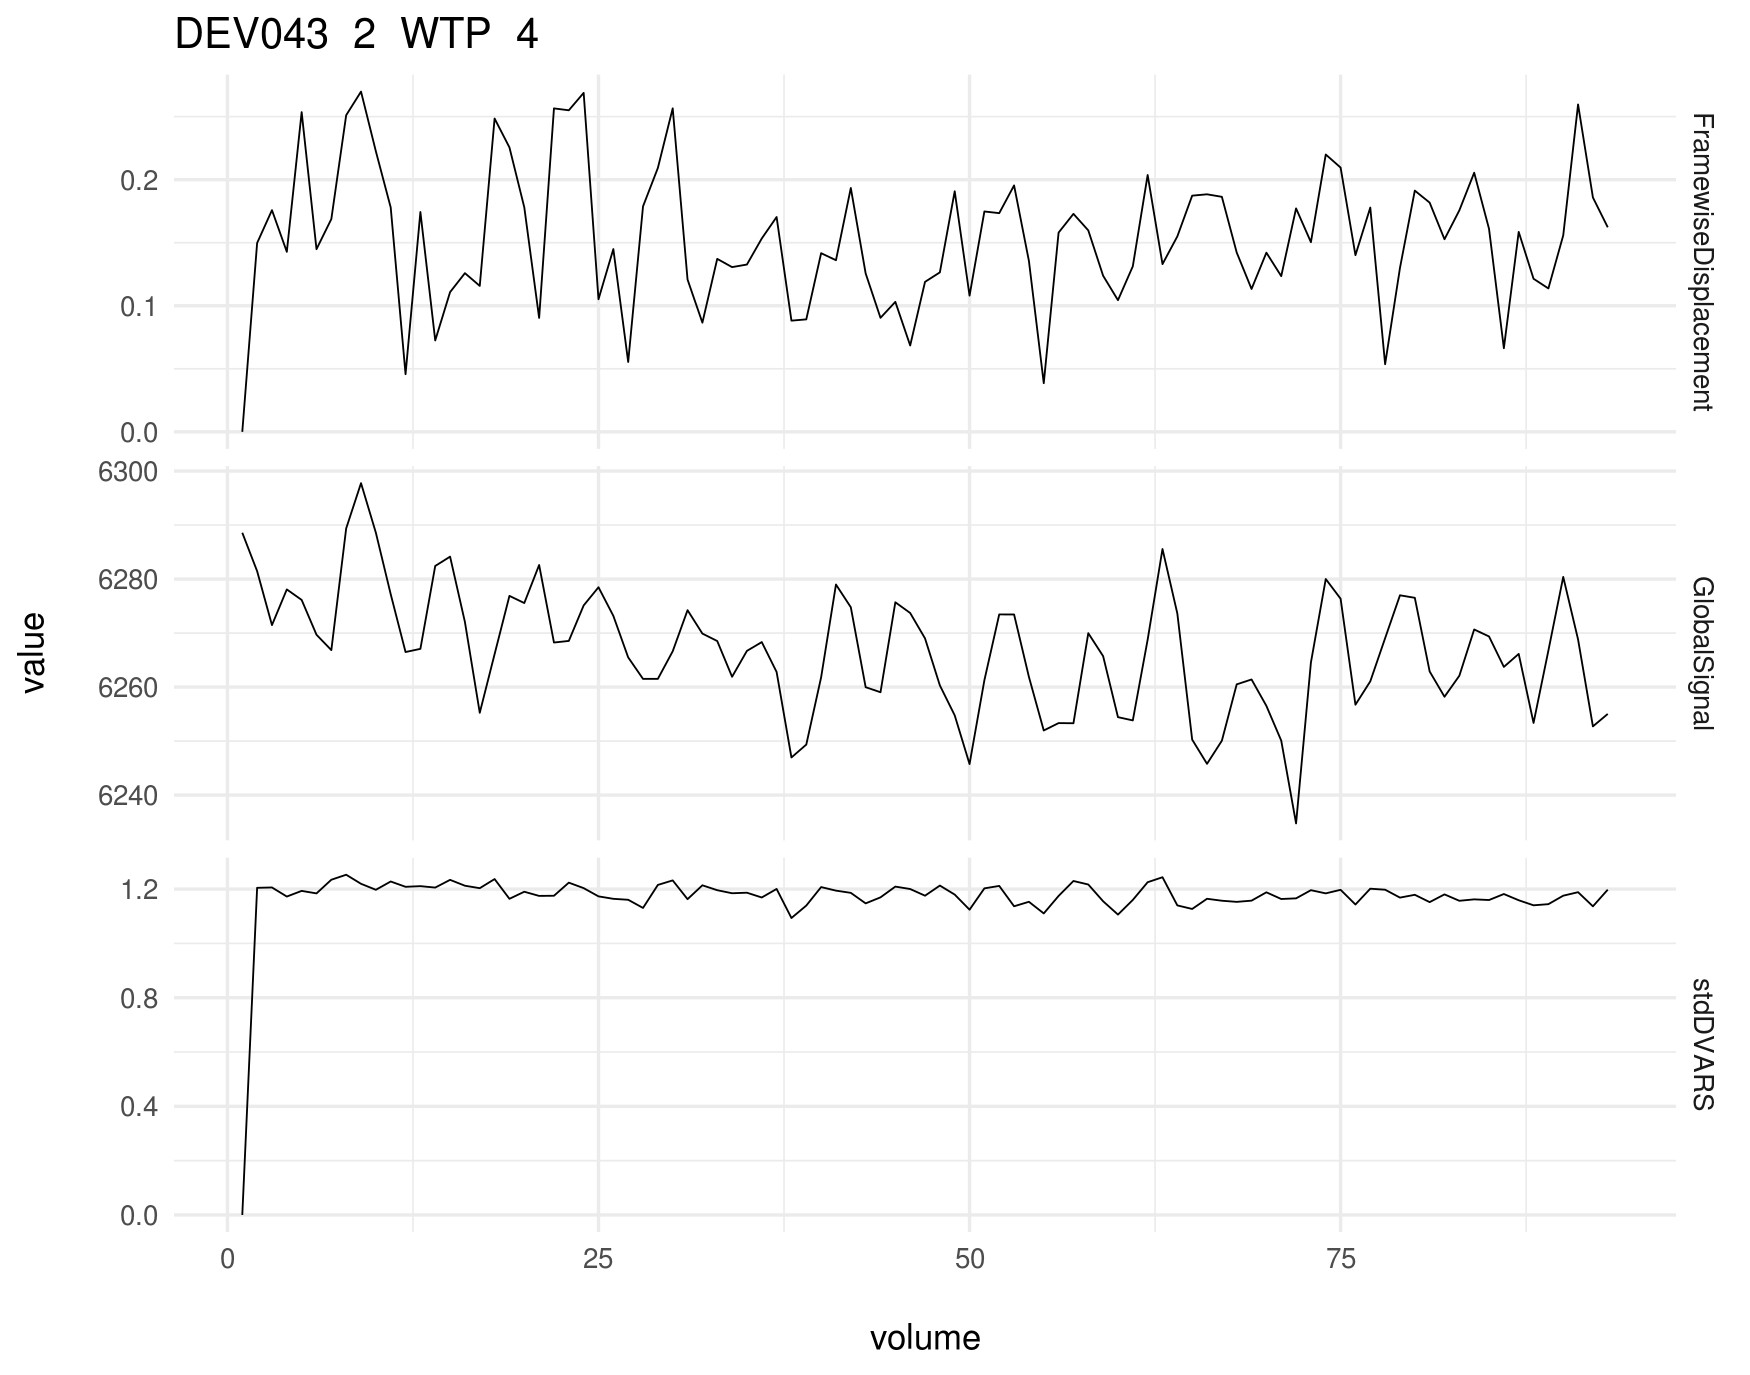 DEV043  2  WTP  4
0.2
0.1
0.0
FramewiseDisplacement
6300
6280
6260
6240
GlobalSignal
value
1.2
0.8
0.4
0.0
stdDVARS
0 25 50 75
volume